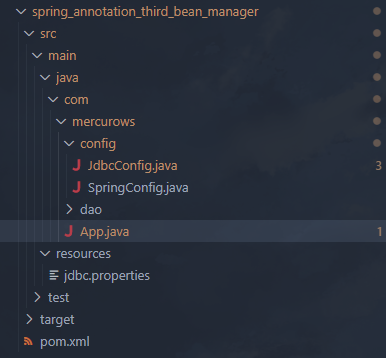 spring_annotation_third_bean_manager
src
main
java
com
mercurows
config
JdbcConfig.java 3
SpringConfig.java
dao
App.java 1
resources
jdbc.properties
test
target
pom.xml